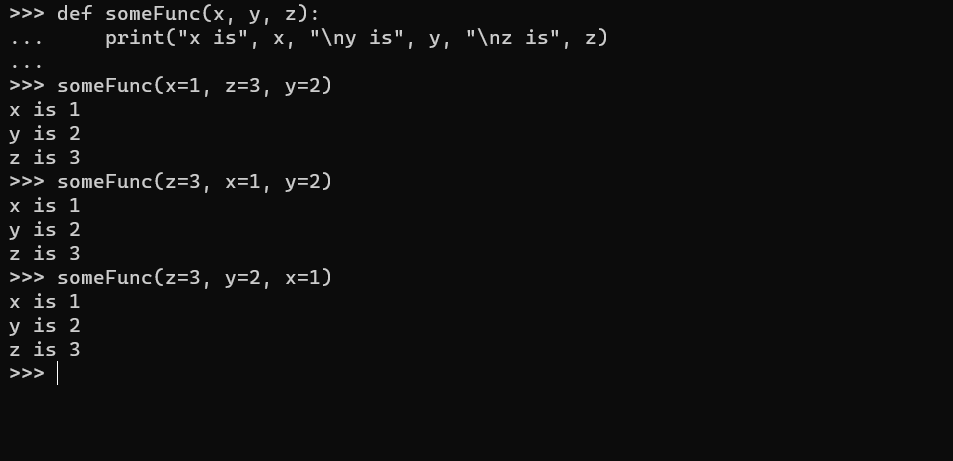 >>> def someFunc(x, y, z):
...     print("x is", x, "\ny is", y, "\nz is", z)
...
>>> someFunc(x=1, z=3, y=2)
x is 1
y is 2
z is 3
>>> someFunc(z=3, x=1, y=2)
x is 1
y is 2
z is 3
>>> someFunc(z=3, y=2, x=1)
x is 1
y is 2
z is 3
>>>